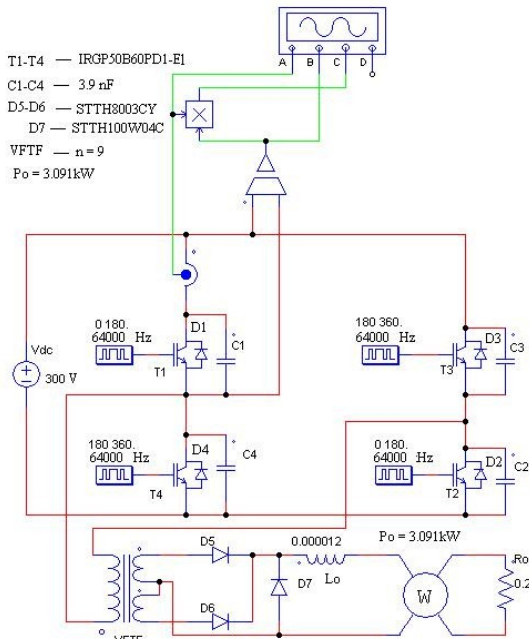 A B C D
T1-T4 — IRGP50B60PD1-E1
C1-C4 — 3.9 nF
D5-D6 — STTH8003CY
D7 — STTH100W04C
VFTF — n = 9
Po = 3.091kW
0 180.
64000 Hz
D1
C1
T1
180 360.
64000 Hz
D3
C3
T3
Vdc
300 V
180 360.
64000 Hz
D4
C4
T4
0 180.
64000 Hz
D2
C2
T2
Po = 3.091kW
D5
0.000012
Lo
D7
D6
W
Ro
0.2
VFTF